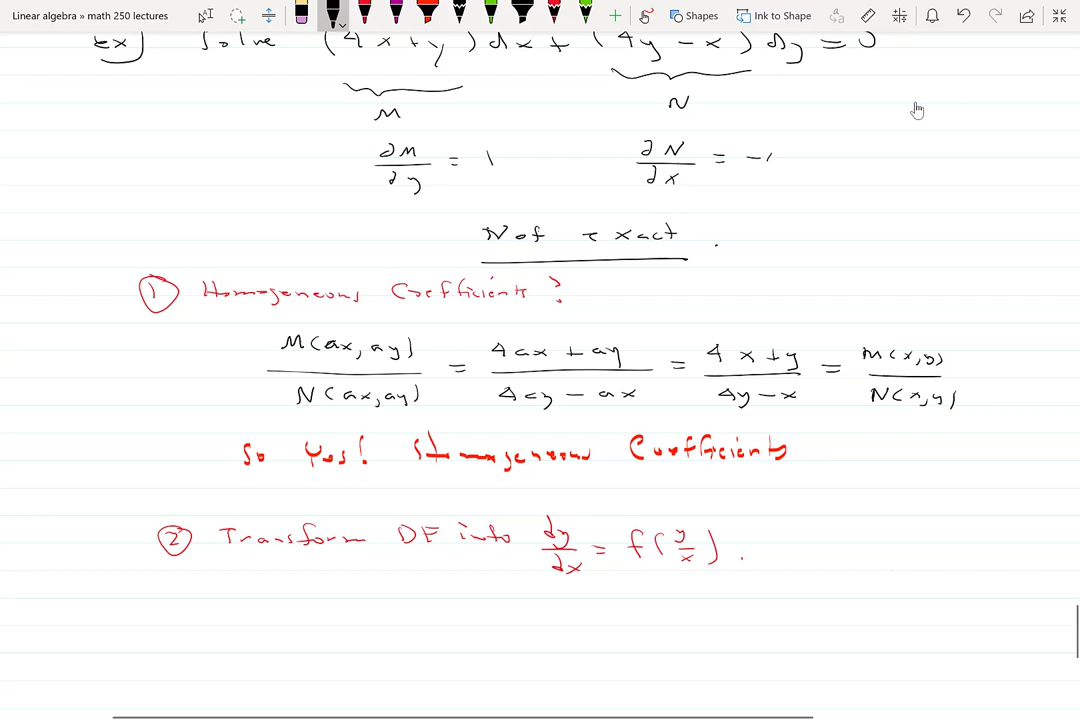 Linear algebra » math 250 lectures
Shapes
Ink to Shape
Ex) Solve (4x+y)dx + (4y-x)dy = 0
M N
∂M/∂y = 1 ∂N/∂x = -1
Not exact.
① Homogeneous Coefficients?
M(ax, ay)/N(ax, ay) = (4ax + ay)/(4ay - ax) = (4x+y)/(4y-x) = M(x,y)/N(x,y)
So Yes! Homogeneous Coefficients
② Transform DE into dy/dx = f(y/x).